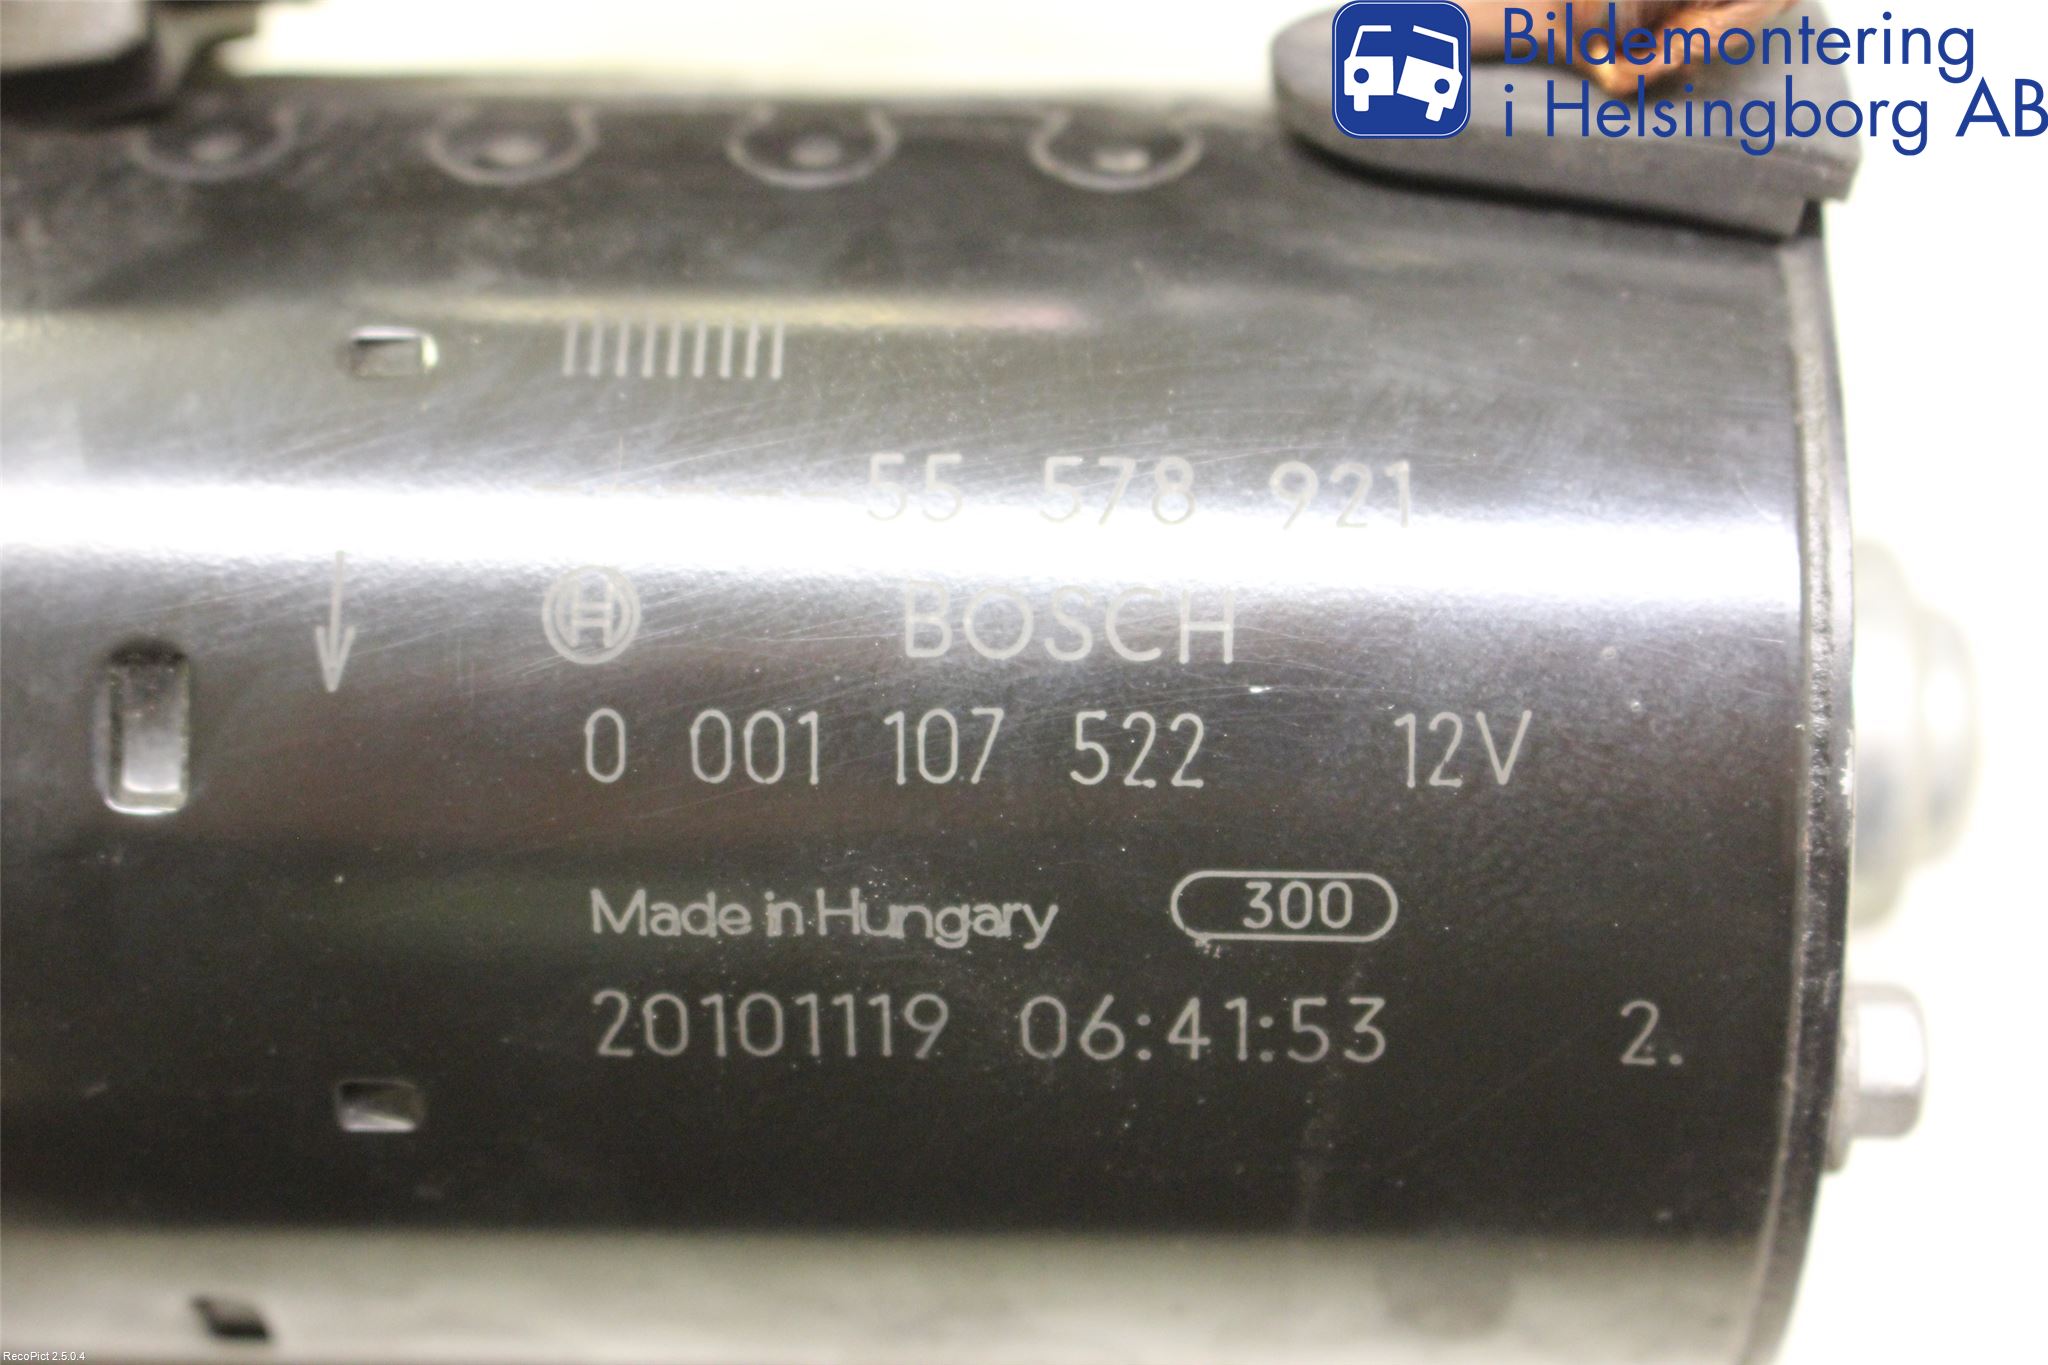 Bildemontering
i Helsingborg AB
55 578 921
BOSCH
0 001 107 522 12V
Made in Hungary 300
20101119 06:41:53 2.
RecoPict 2.5.0.4